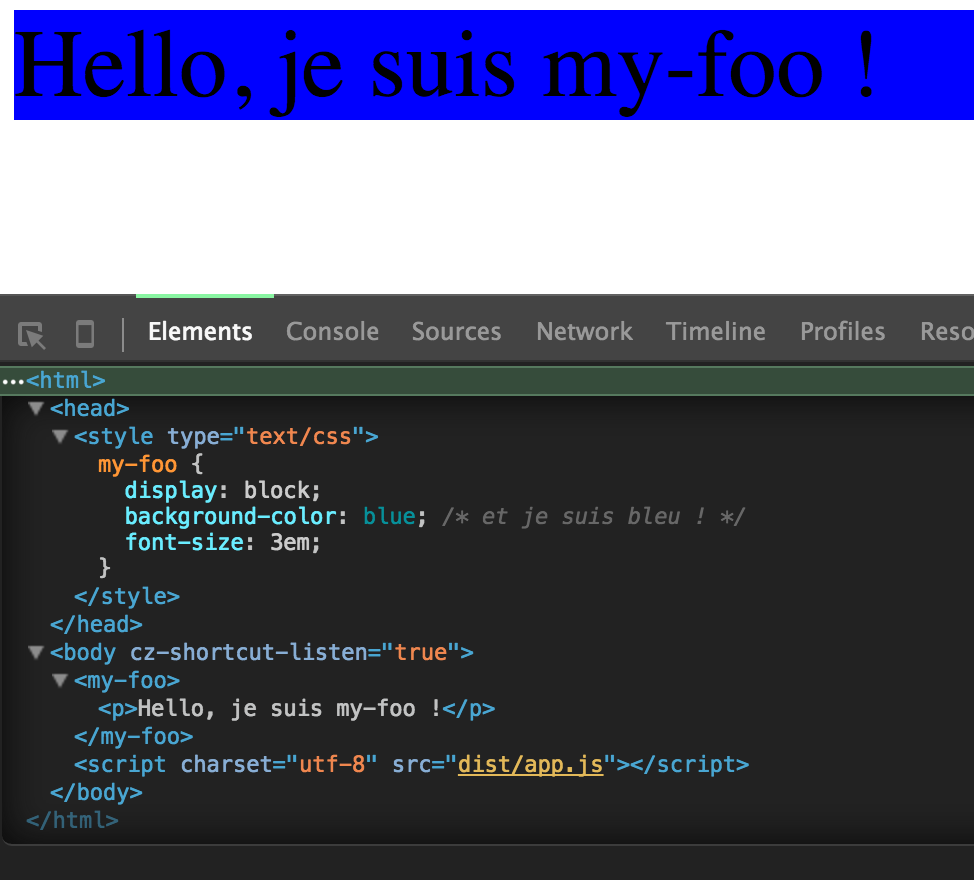 Hello, je suis my-foo !
Elements Console Sources Network Timeline Profiles Reso
…<html>
<head>
<style type="text/css">
my-foo {
display: block;
background-color: blue; /* et je suis bleu ! */
font-size: 3em;
}
</style>
</head>
<body cz-shortcut-listen="true">
<my-foo>
<p>Hello, je suis my-foo !</p>
</my-foo>
<script charset="utf-8" src="dist/app.js"></script>
</body>
</html>